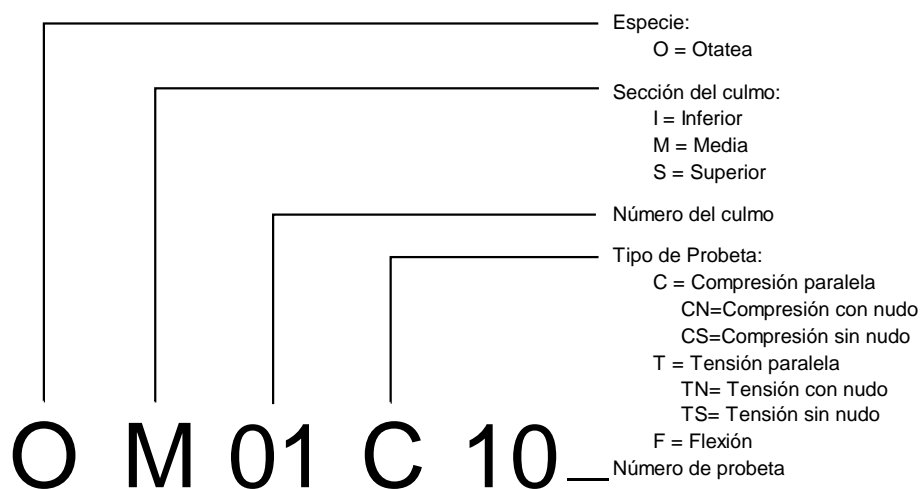 Especie:
O = Otatea
Sección del culmo:
I = Inferior
M = Media
S = Superior
Número del culmo
Tipo de Probeta:
C = Compresión paralela
CN=Compresión con nudo
CS=Compresión sin nudo
T = Tensión paralela
TN= Tensión con nudo
TS= Tensión sin nudo
F = Flexión
Número de probeta
O M 01 C 10